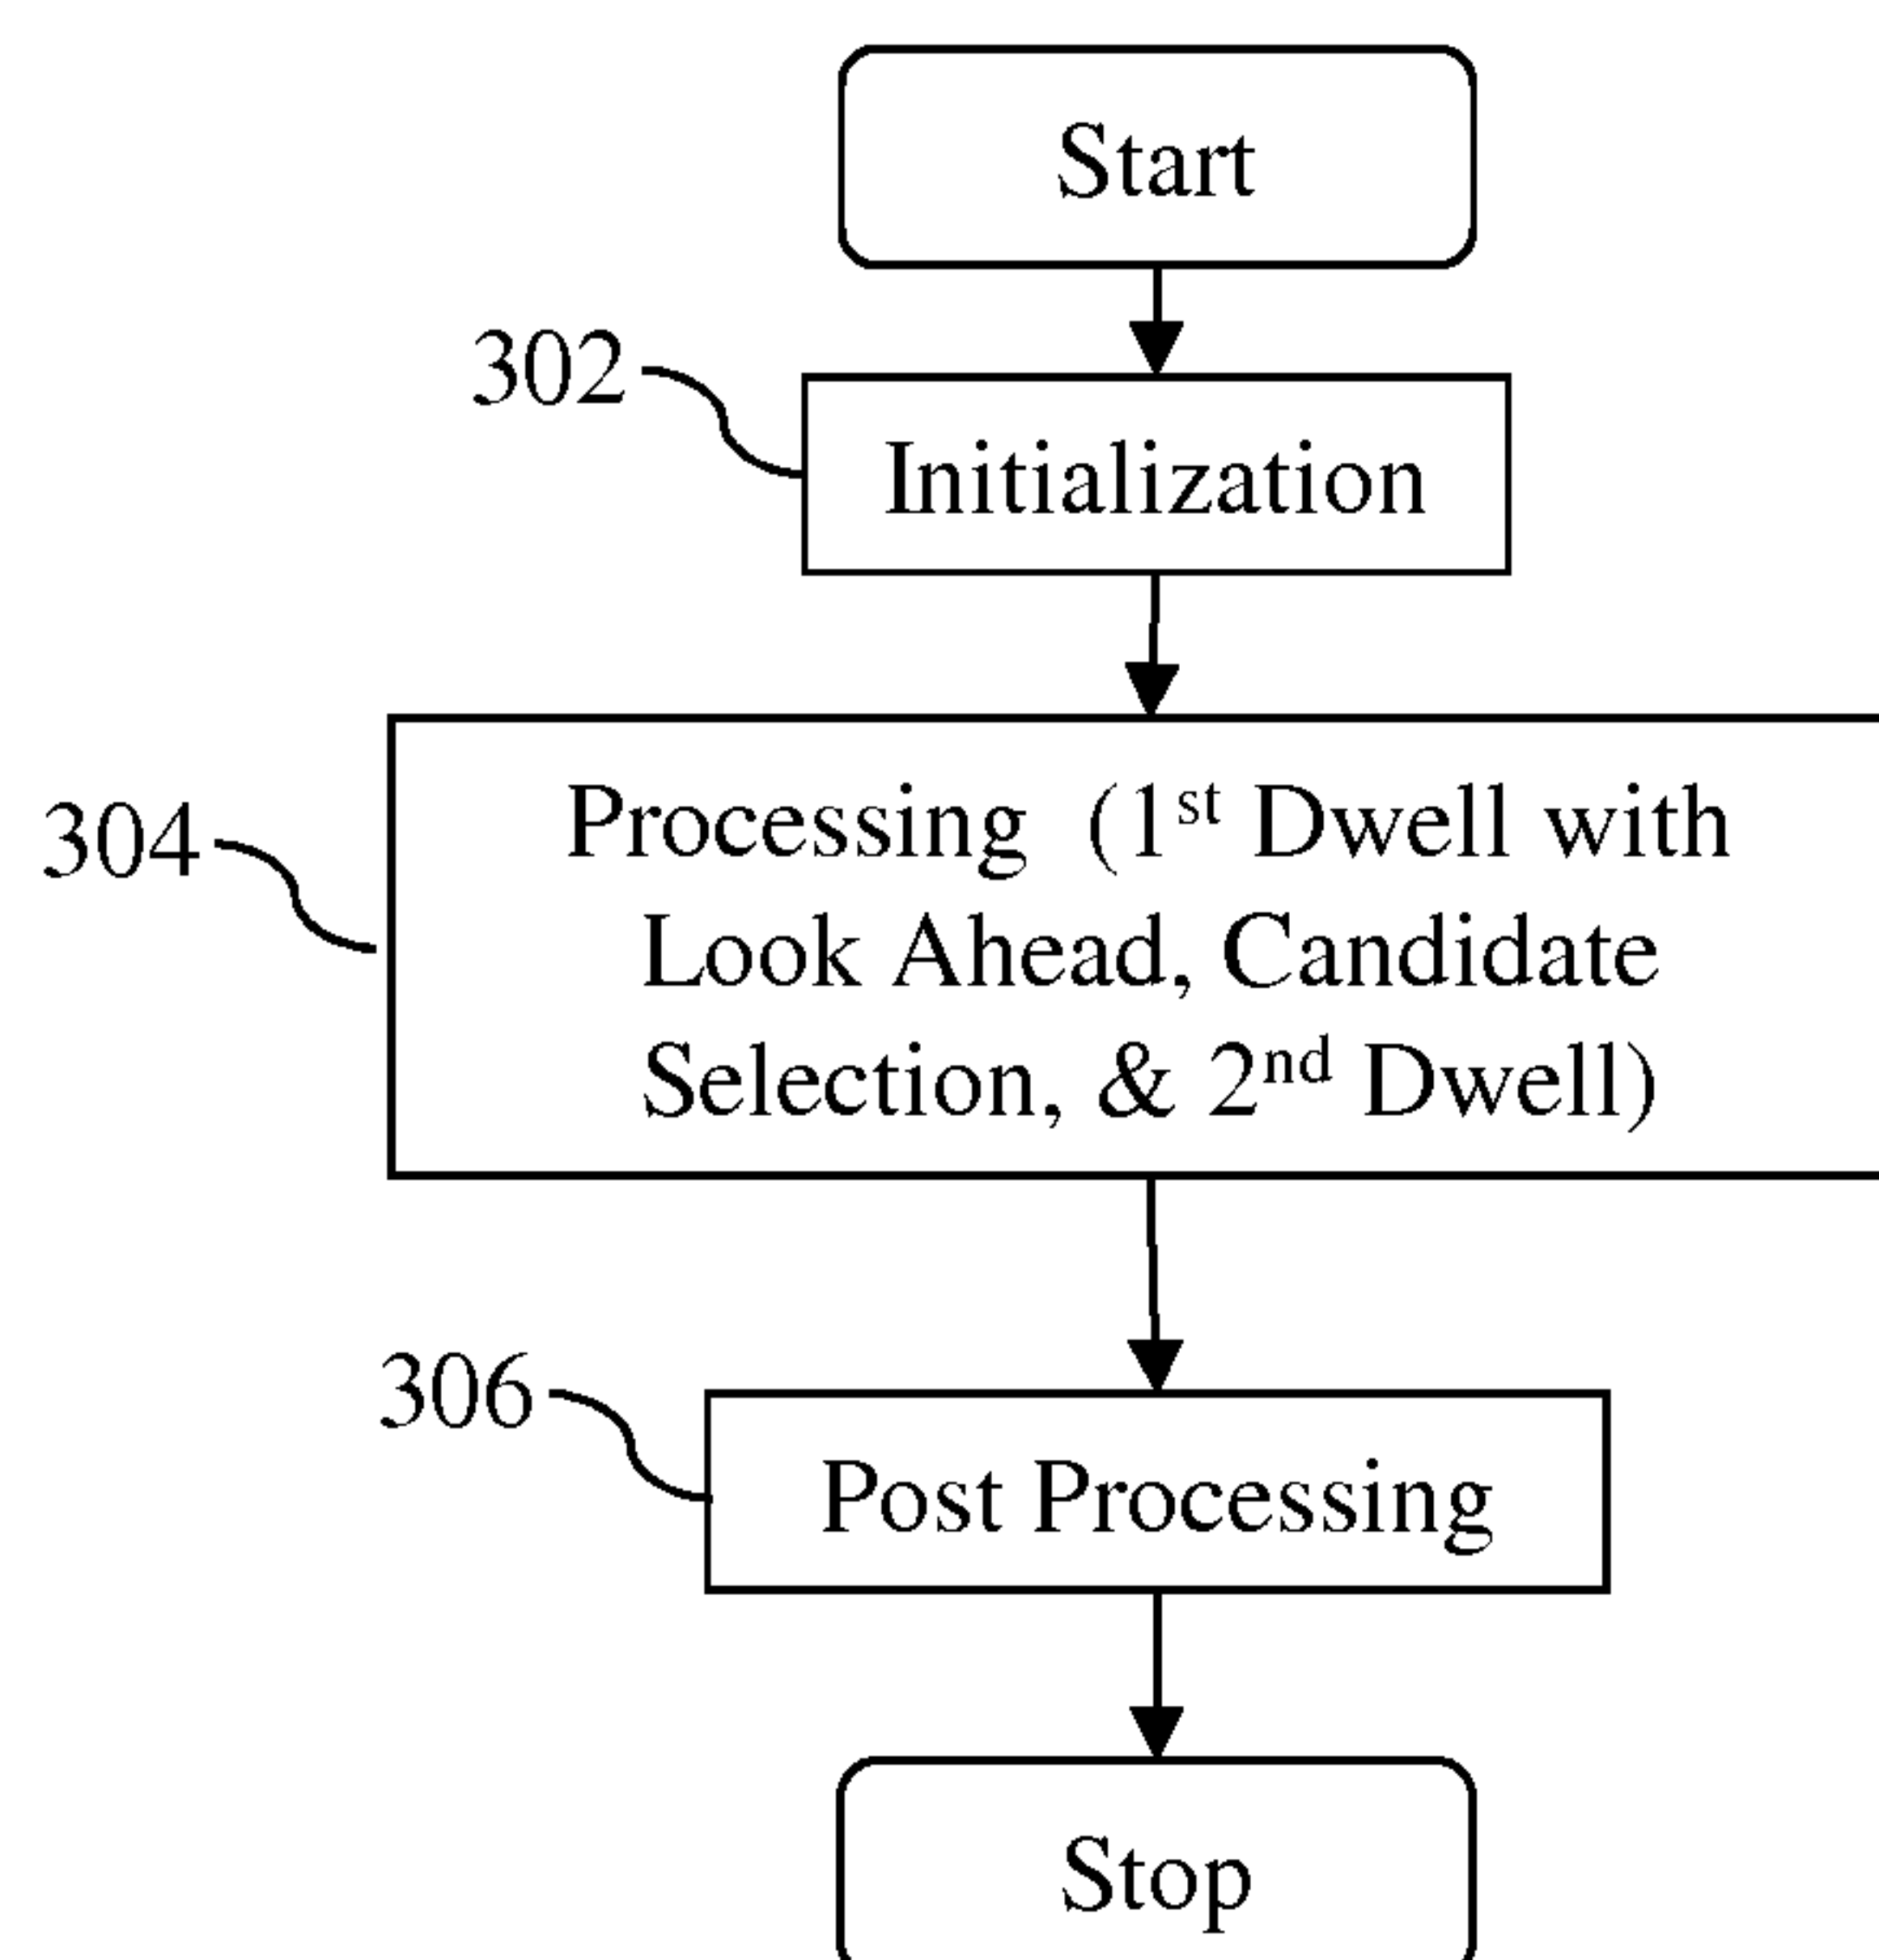 Start
302
Initialization
304
Processing (1st Dwell with
Look Ahead, Candidate
Selection, & 2nd Dwell)
306
Post Processing
Stop